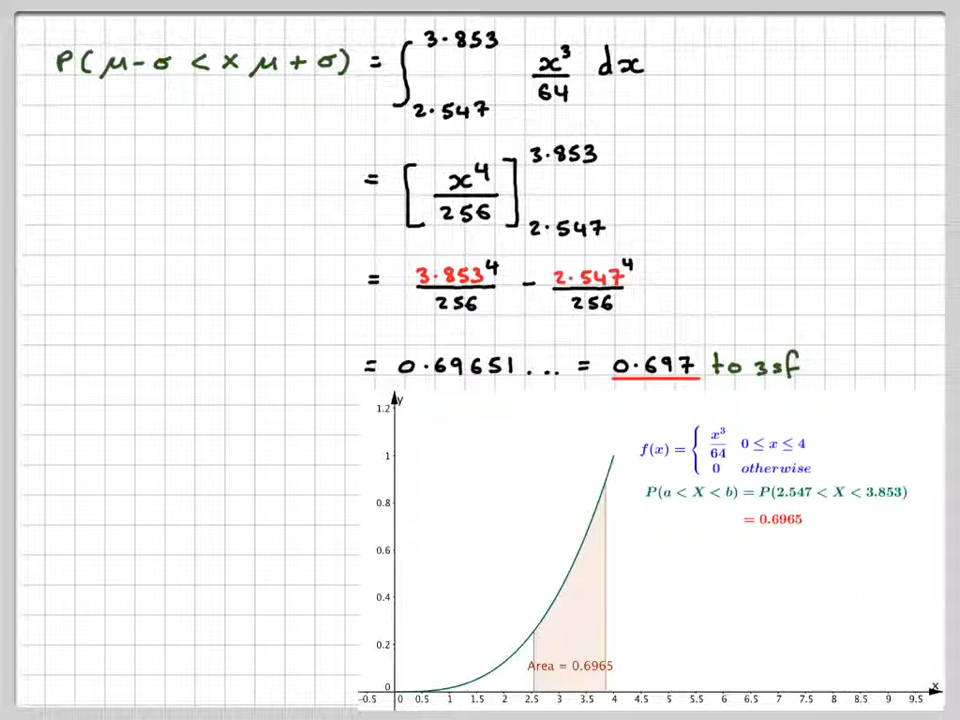 P(μ-σ < x μ+σ) = ∫_{2.547}^{3.853} x³/64 dx
= [x⁴/256]_{2.547}^{3.853}
= 3.853⁴/256 - 2.547⁴/256
= 0.69651... = 0.697 to 3sf
y
1.2
1
0.8
0.6
0.4
0.2
0
f(x) = { x³/64 0 ≤ x ≤ 4
0 otherwise
P(a < X < b) = P(2.547 < X < 3.853)
= 0.6965
Area = 0.6965
x
-0.5 0 0.5 1 1.5 2 2.5 3 3.5 4 4.5 5 5.5 6 6.5 7 7.5 8 8.5 9 9.5